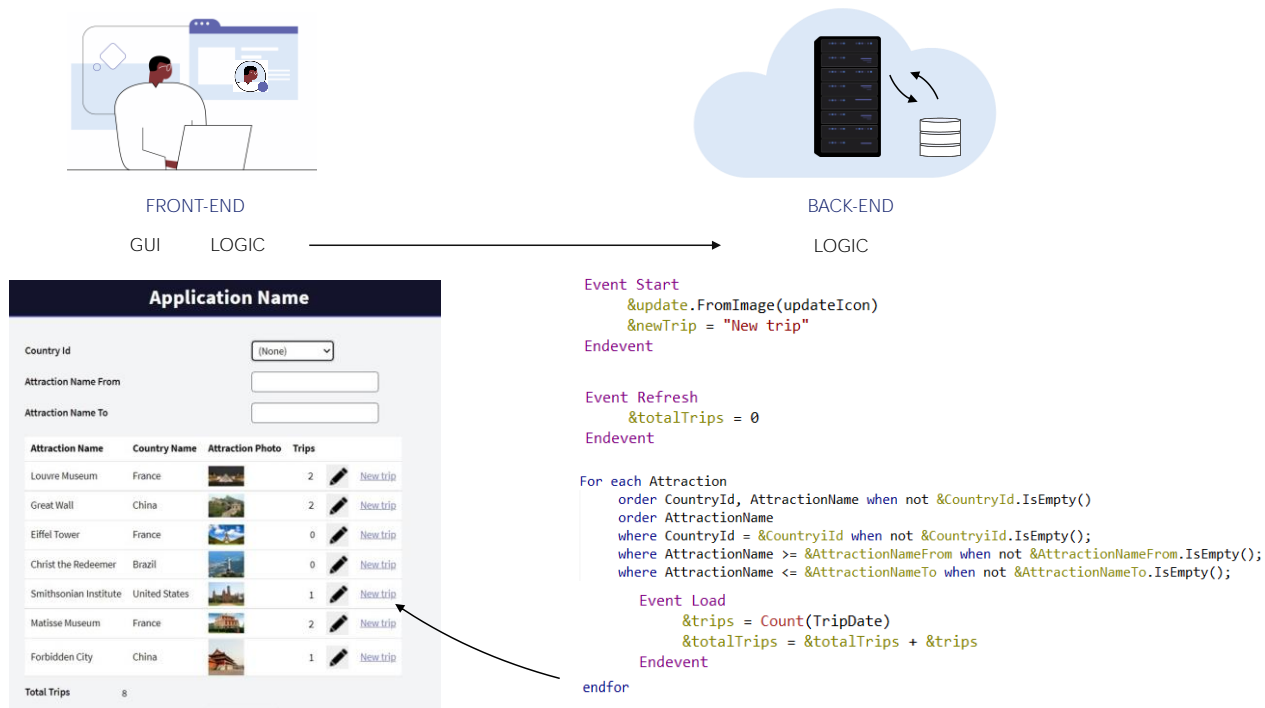 FRONT-END
BACK-END
GUI LOGIC
LOGIC
Application Name
Country Id (None)
Attraction Name From
Attraction Name To
Attraction Name Country Name Attraction Photo Trips
Louvre Museum France 2 New trip
Great Wall China 2 New trip
Eiffel Tower France 0 New trip
Christ the Redeemer Brazil 0 New trip
Smithsonian Institute United States 1 New trip
Matisse Museum France 2 New trip
Forbidden City China 1 New trip
Total Trips 8
Event Start
&update.FromImage(updateIcon)
&newTrip = "New trip"
Endevent
Event Refresh
&totalTrips = 0
Endevent
For each Attraction
order CountryId, AttractionName when not &CountryId.IsEmpty()
order AttractionName
where CountryId = &CountryiId when not &CountryiId.IsEmpty();
where AttractionName >= &AttractionNameFrom when not &AttractionNameFrom.IsEmpty();
where AttractionName <= &AttractionNameTo when not &AttractionNameTo.IsEmpty();
Event Load
&trips = Count(TripDate)
&totalTrips = &totalTrips + &trips
Endevent
endfor